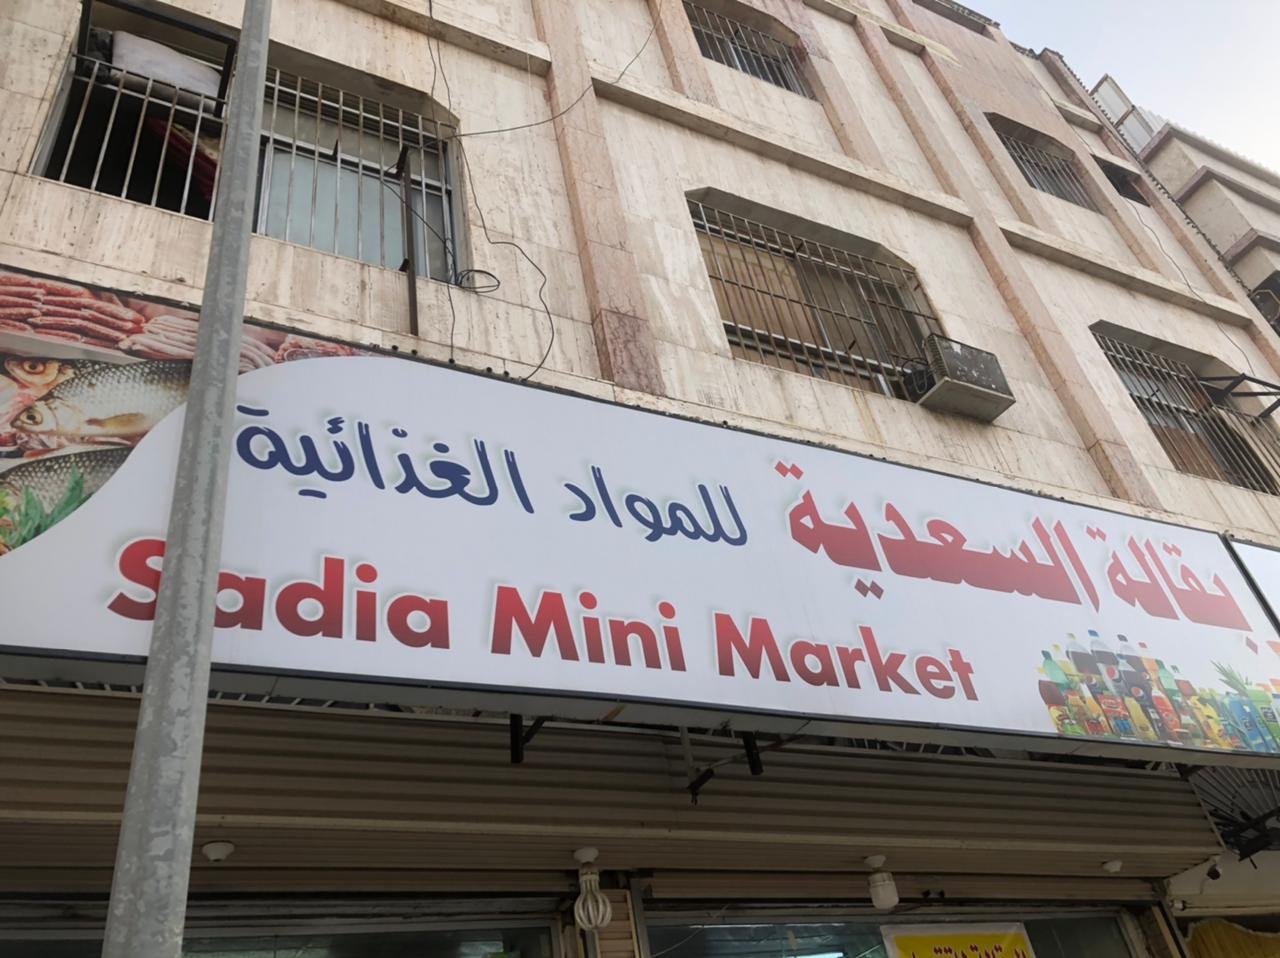 بقالة السعدية للمواد الغذائية
Sadia Mini Market